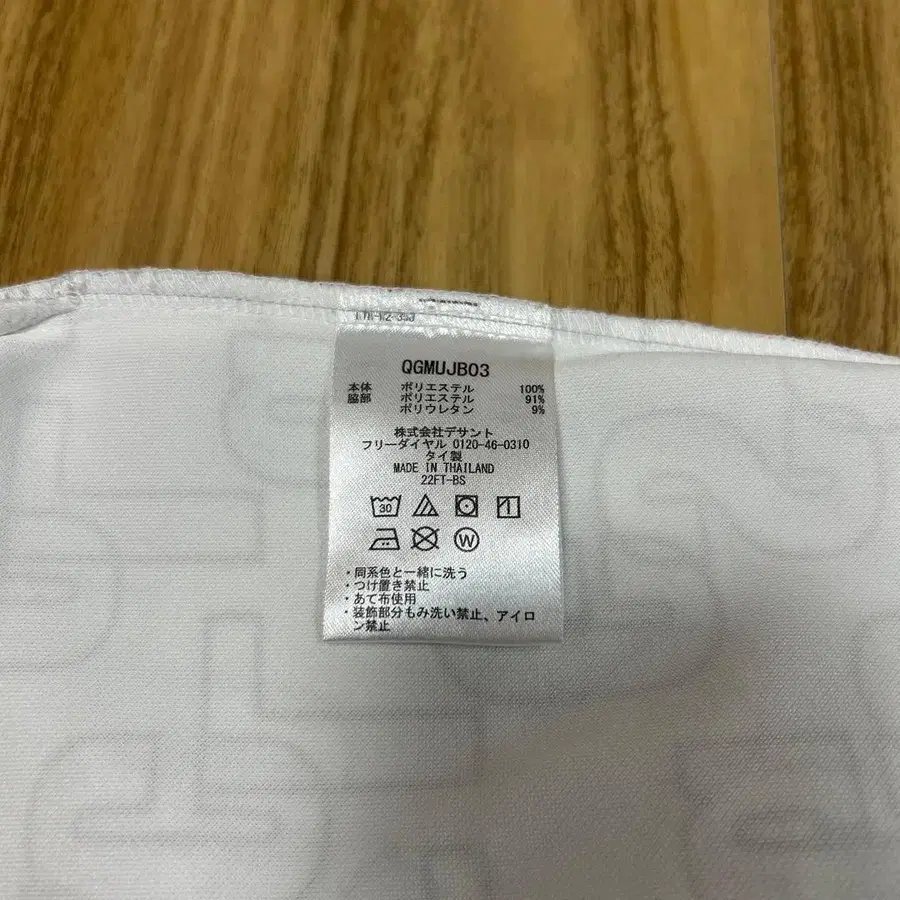 QGMUJB03
本体 ポリエステル 100%
脇部 ポリエステル 91%
ポリウレタン 9%
株式会社デサント
フリーダイヤル 0120-46-0310
タイ製
MADE IN THAILAND
22FT-BS
30
W
・同系色と一緒に洗う
・つけ置き禁止
・あて布使用
・装飾部分もみ洗い禁止、アイロ
ン禁止